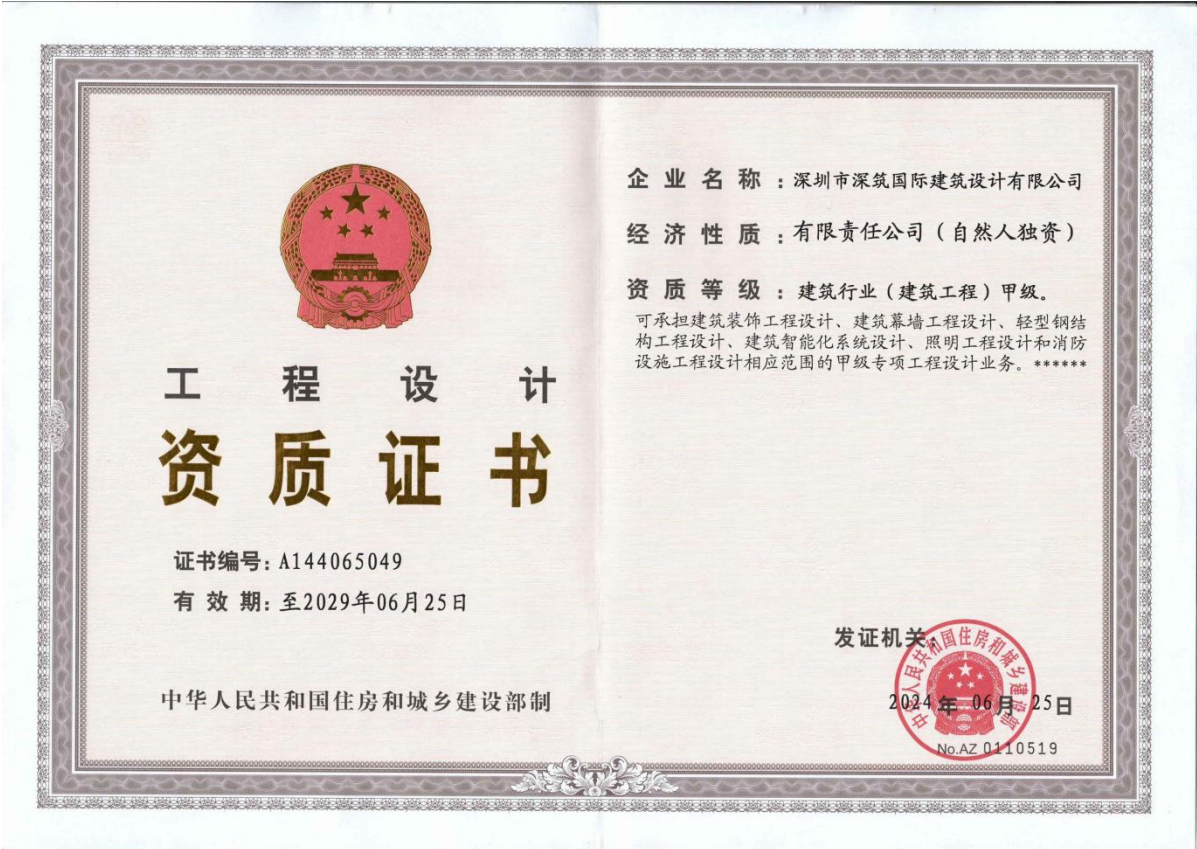 工程设计
资质证书
证书编号：A144065049
有效期：至2029年06月25日
中华人民共和国住房和城乡建设部制
企业名称：深圳市深筑国际建筑设计有限公司
经济性质：有限责任公司（自然人独资）
资质等级：建筑行业（建筑工程）甲级。
可承担建筑装饰工程设计、建筑幕墙工程设计、轻型钢结
构工程设计、建筑智能化系统设计、照明工程设计和消防
设施工程设计相应范围的甲级专项工程设计业务。******
发证机关：
中华人民共和国住房和城乡建设部
2024年06月25日
No.AZ 0110519